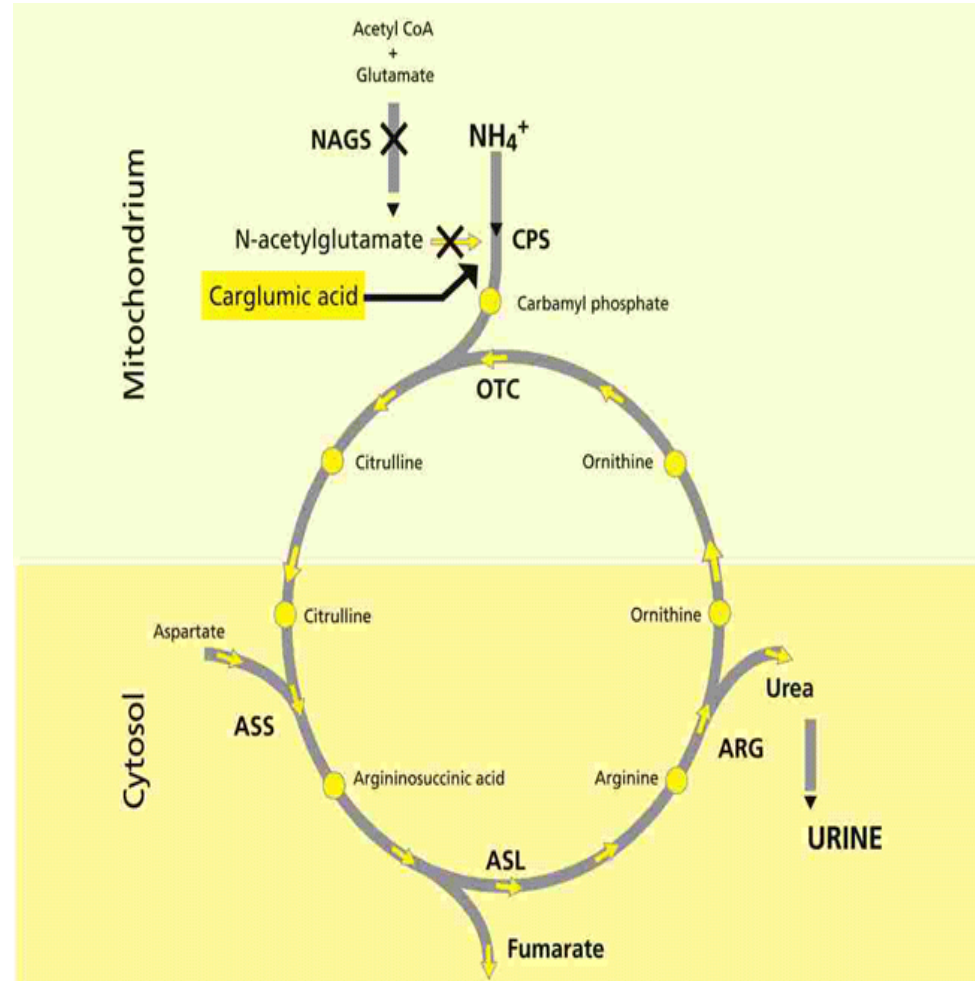 Acetyl CoA
+
Glutamate
NAGS
NH₄⁺
N-acetylglutamate
CPS
Carglumic acid
Carbamyl phosphate
OTC
Citrulline
Ornithine
Mitochondrium
Citrulline
Ornithine
Aspartate
Urea
ASS
ARG
Argininosuccinic acid
Arginine
URINE
ASL
Fumarate
Cytosol